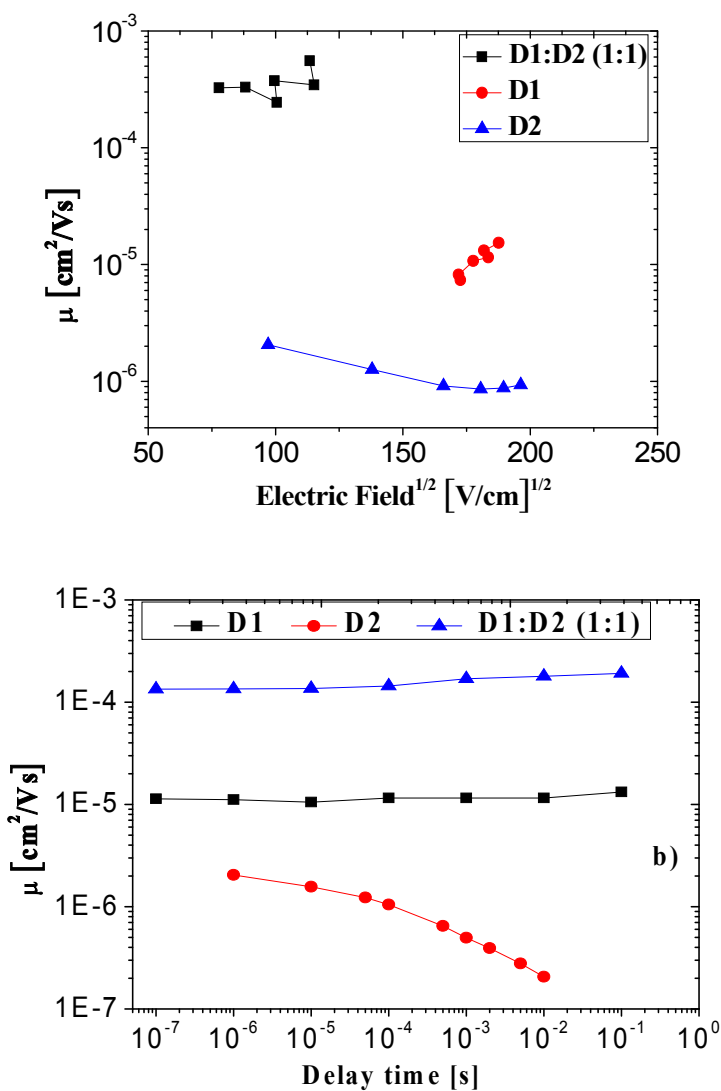 10^-3
D1:D2 (1:1)
D1
D2
10^-4
10^-5
10^-6
μ [cm^2/Vs]
50 100 150 200 250
Electric Field^1/2 [V/cm]^1/2
1E-3
D1 D2 D1:D2 (1:1)
1E-4
1E-5
b)
1E-6
1E-7
μ [cm^2/Vs]
10^-7 10^-6 10^-5 10^-4 10^-3 10^-2 10^-1 10^0
Delay time [s]